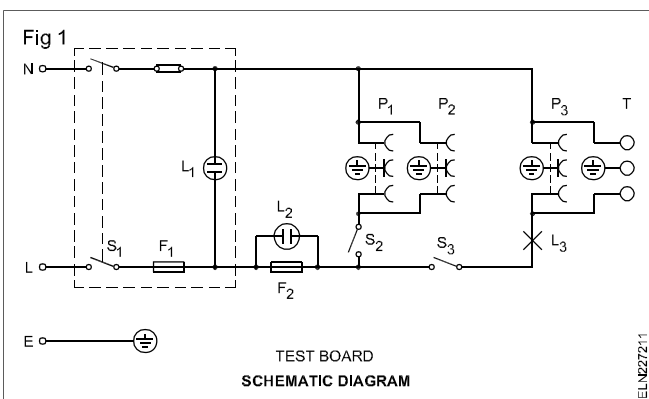 Fig 1
N
P1 P2 P3 T
L1
L2
S1 F1 S2 S3 L3
L
F2
E
TEST BOARD
SCHEMATIC DIAGRAM
ELN227211